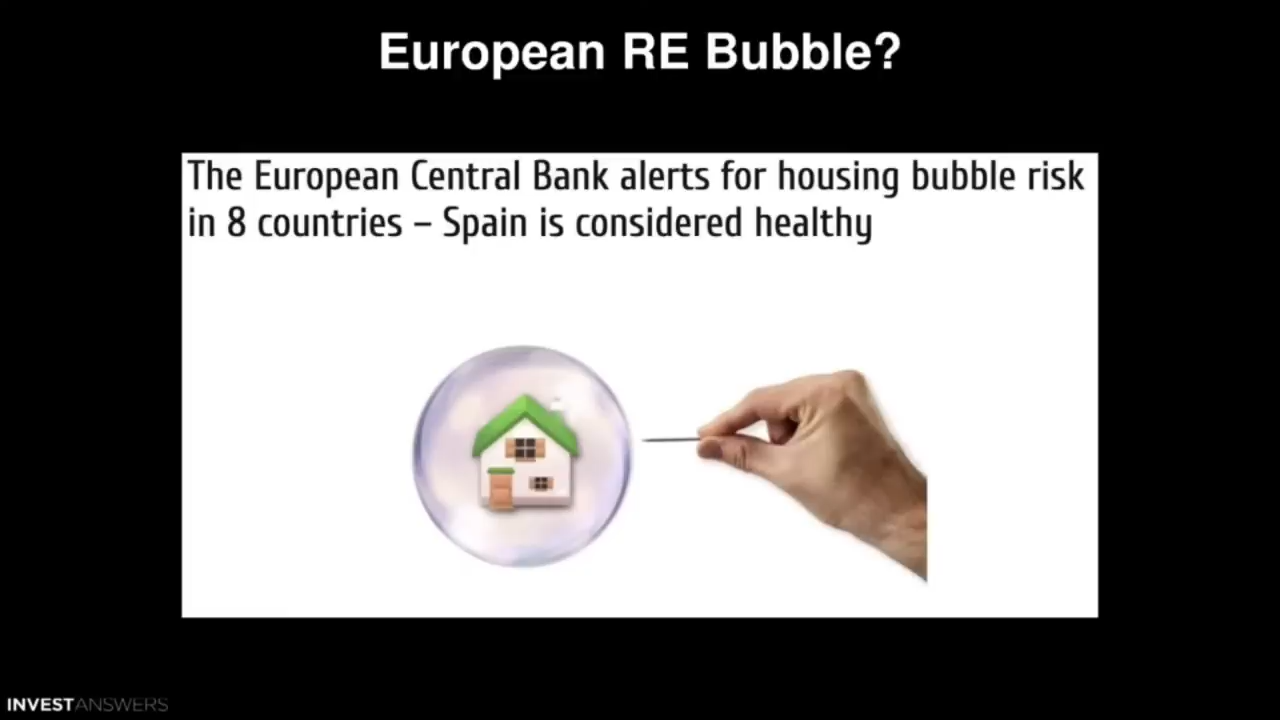 European RE Bubble?
The European Central Bank alerts for housing bubble risk
in 8 countries – Spain is considered healthy
INVESTANSWERS